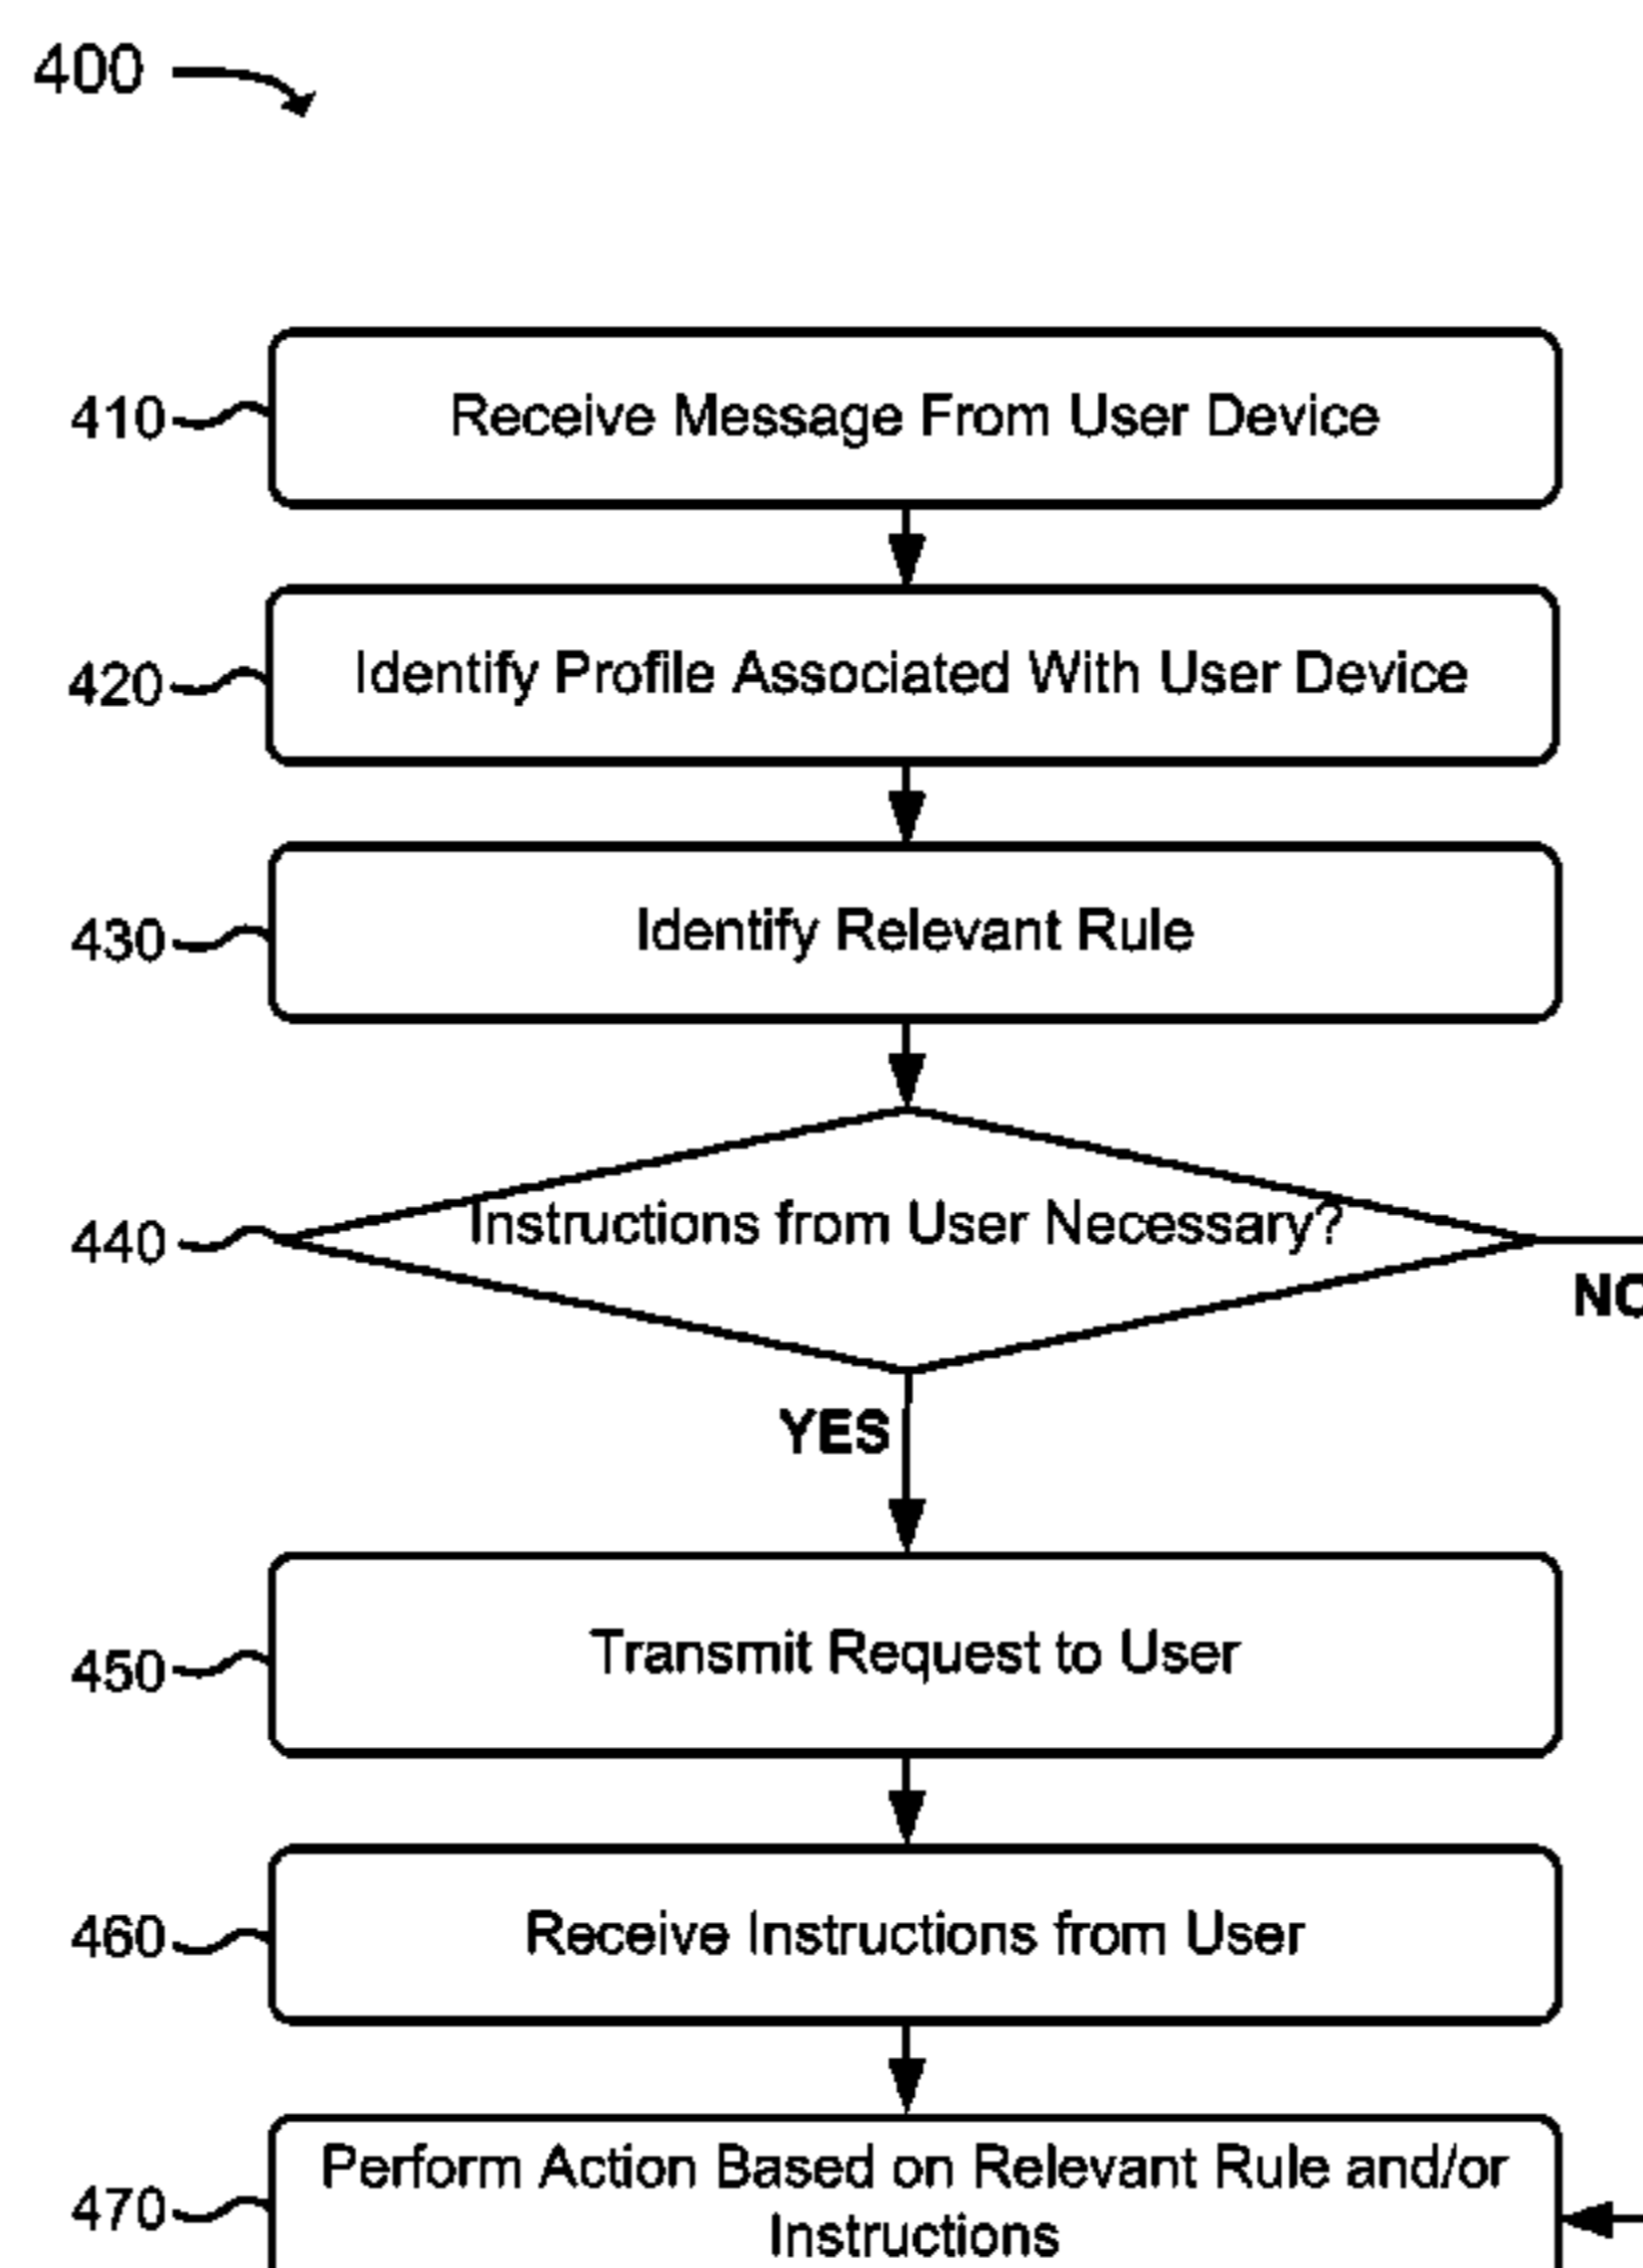 400
410
Receive Message From User Device
420
Identify Profile Associated With User Device
430
Identify Relevant Rule
440
Instructions from User Necessary?
NO
YES
450
Transmit Request to User
460
Receive Instructions from User
470
Perform Action Based on Relevant Rule and/or
Instructions